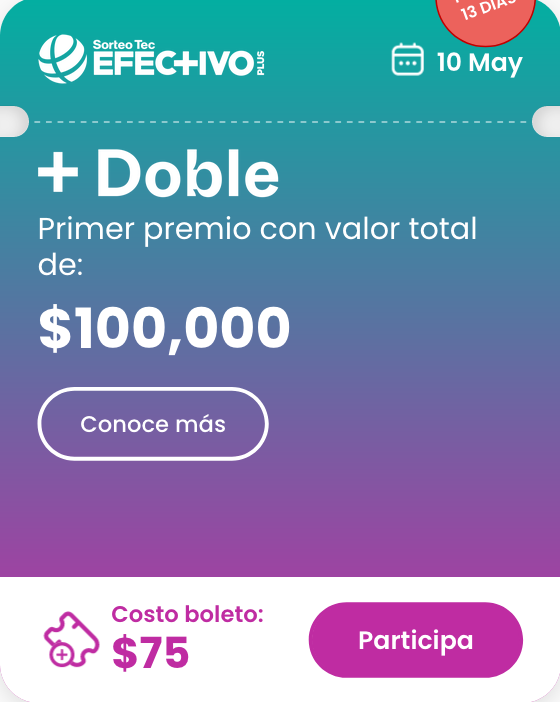 13 DÍAS
Sorteo Tec
EFECTIVO PLUS
10 May
+ Doble
Primer premio con valor total
de:
$100,000
Conoce más
Costo boleto:
$75
Participa